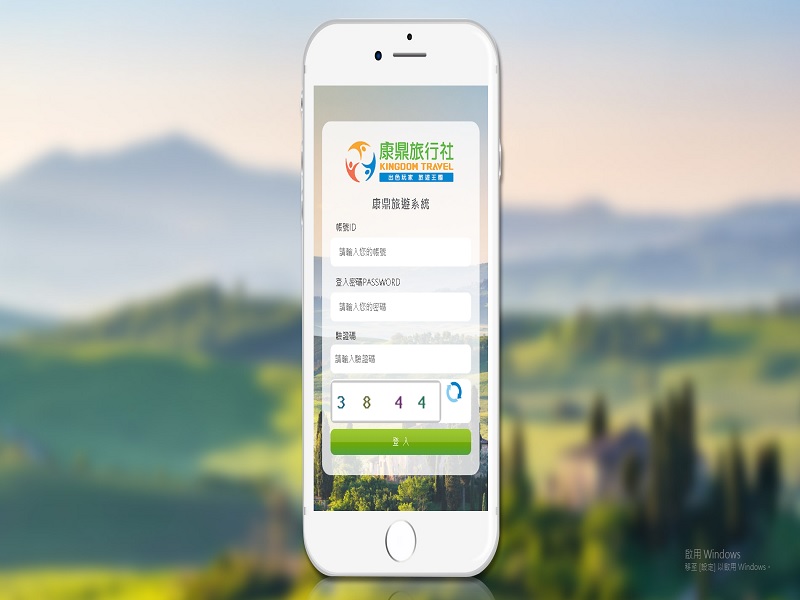 康鼎旅行社
KINGDOM TRAVEL
出色玩家 旅遊王國
康鼎旅遊系統
帳號ID
請輸入您的帳號
登入密碼PASSWORD
請輸入您的密碼
驗證碼
請輸入驗證碼
3 8 4 4
登 入
啟用 Windows
移至 [設定] 以啟用 Windows。